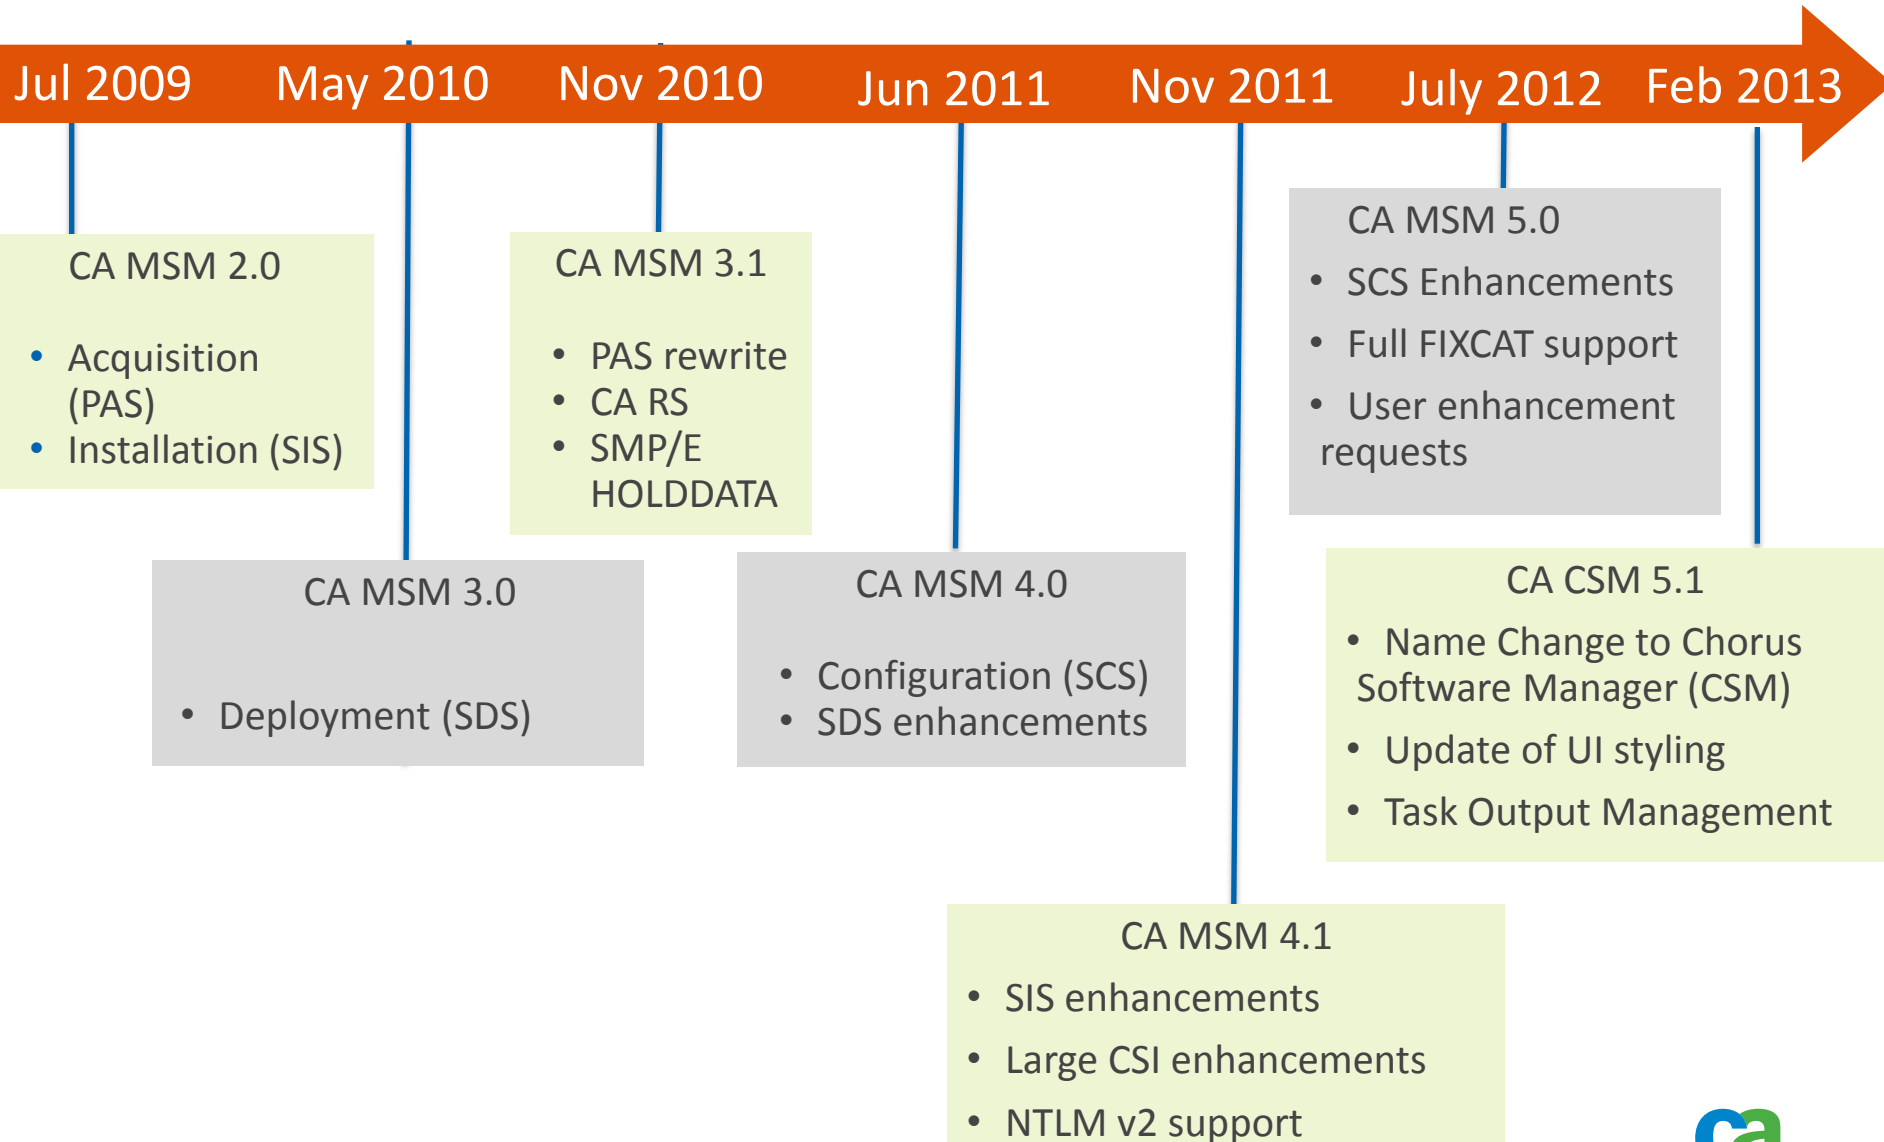 Jul 2009
May 2010
Nov 2010
Jun 2011
Nov 2011
July 2012
Feb 2013
CA MSM 2.0
• Acquisition
(PAS)
• Installation (SIS)
CA MSM 3.0
• Deployment (SDS)
CA MSM 3.1
• PAS rewrite
• CA RS
• SMP/E
HOLDDATA
CA MSM 4.0
• Configuration (SCS)
• SDS enhancements
CA MSM 4.1
• SIS enhancements
• Large CSI enhancements
• NTLM v2 support
CA MSM 5.0
• SCS Enhancements
• Full FIXCAT support
• User enhancement
requests
CA CSM 5.1
• Name Change to Chorus
Software Manager (CSM)
• Update of UI styling
• Task Output Management
ca